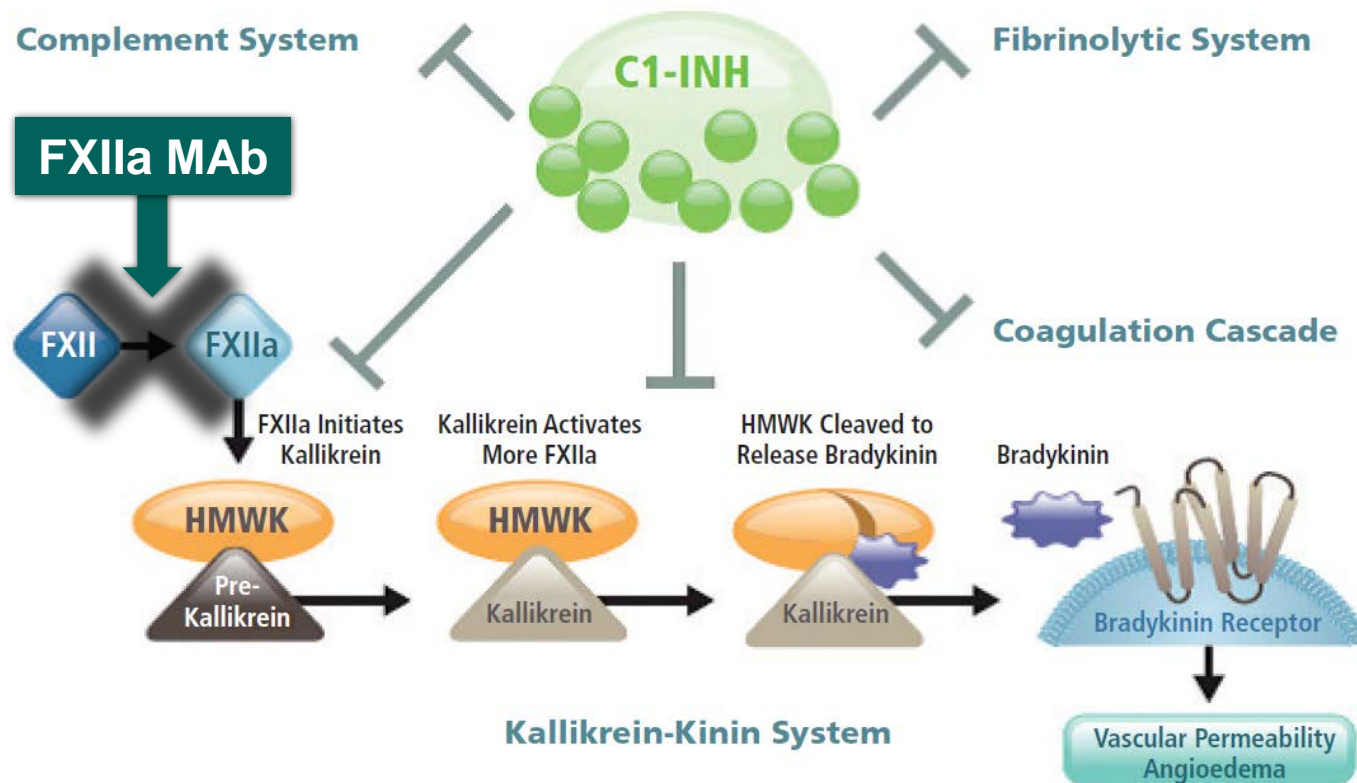 Complement System
C1-INH
Fibrinolytic System
FXIIa MAb
FXII
FXIIa
Coagulation Cascade
FXIIa Initiates
Kallikrein
Kallikrein Activates
More FXIIa
HMWK Cleaved to
Release Bradykinin
Bradykinin
HMWK
Pre-
Kallikrein
HMWK
Kallikrein
Kallikrein
Bradykinin Receptor
Kallikrein-Kinin System
Vascular Permeability
Angioedema